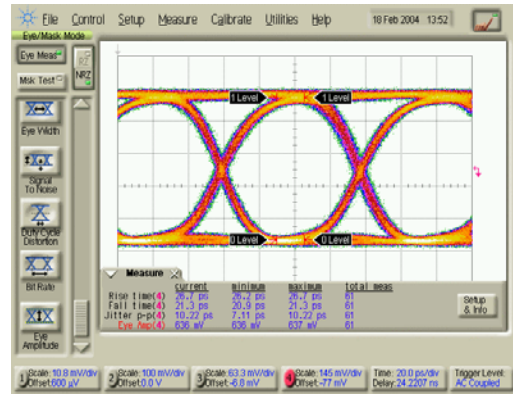 File Control Setup Measure Calibrate Utilities Help 18 Feb 2004 13:52
Eye/Mask Mode
Eye Meas
RZ
NRZ
Msk Test
Eye Width
Signal
To Noise
Duty Cycle
Distortion
Bit Rate
Eye
Amplitude
1 Level 1 Level
0 Level 0 Level
Measure
current minimum maximum total meas
Rise time(4) 26.7 ps 26.2 ps 26.7 ps 61
Fall time(4) 21.3 ps 20.9 ps 21.3 ps 61
Jitter p-p(4) 10.22 ps 7.11 ps 10.22 ps 61
Eye Amp(4) 636 mV 636 mV 637 mV 61
Setup
& Info
1 Scale: 10.8 mV/div
Offset:600 µV
2 Scale: 100 mV/div
Offset:0.0 V
3 Scale: 63.3 mV/div
Offset:-6.8 mV
4 Scale: 145 mV/div
Offset:-77 mV
Time: 20.0 ps/div
Delay:24.2207 ns
Trigger Level:
AC Coupled